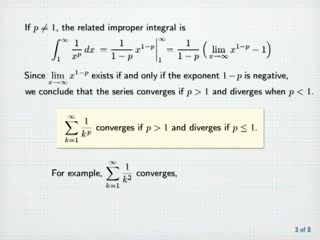 If p ≠ 1, the related improper integral is
∫₁^∞ 1/x^p dx = 1/(1−p) x^{1−p} |₁^∞ = 1/(1−p) ( lim_{x→∞} x^{1−p} − 1 )
Since lim_{x→∞} x^{1−p} exists if and only if the exponent 1−p is negative,
we conclude that the series converges if p > 1 and diverges when p < 1.
∑_{k=1}^∞ 1/k^p converges if p > 1 and diverges if p ≤ 1.
For example, ∑_{k=1}^∞ 1/k² converges,
3 of 8